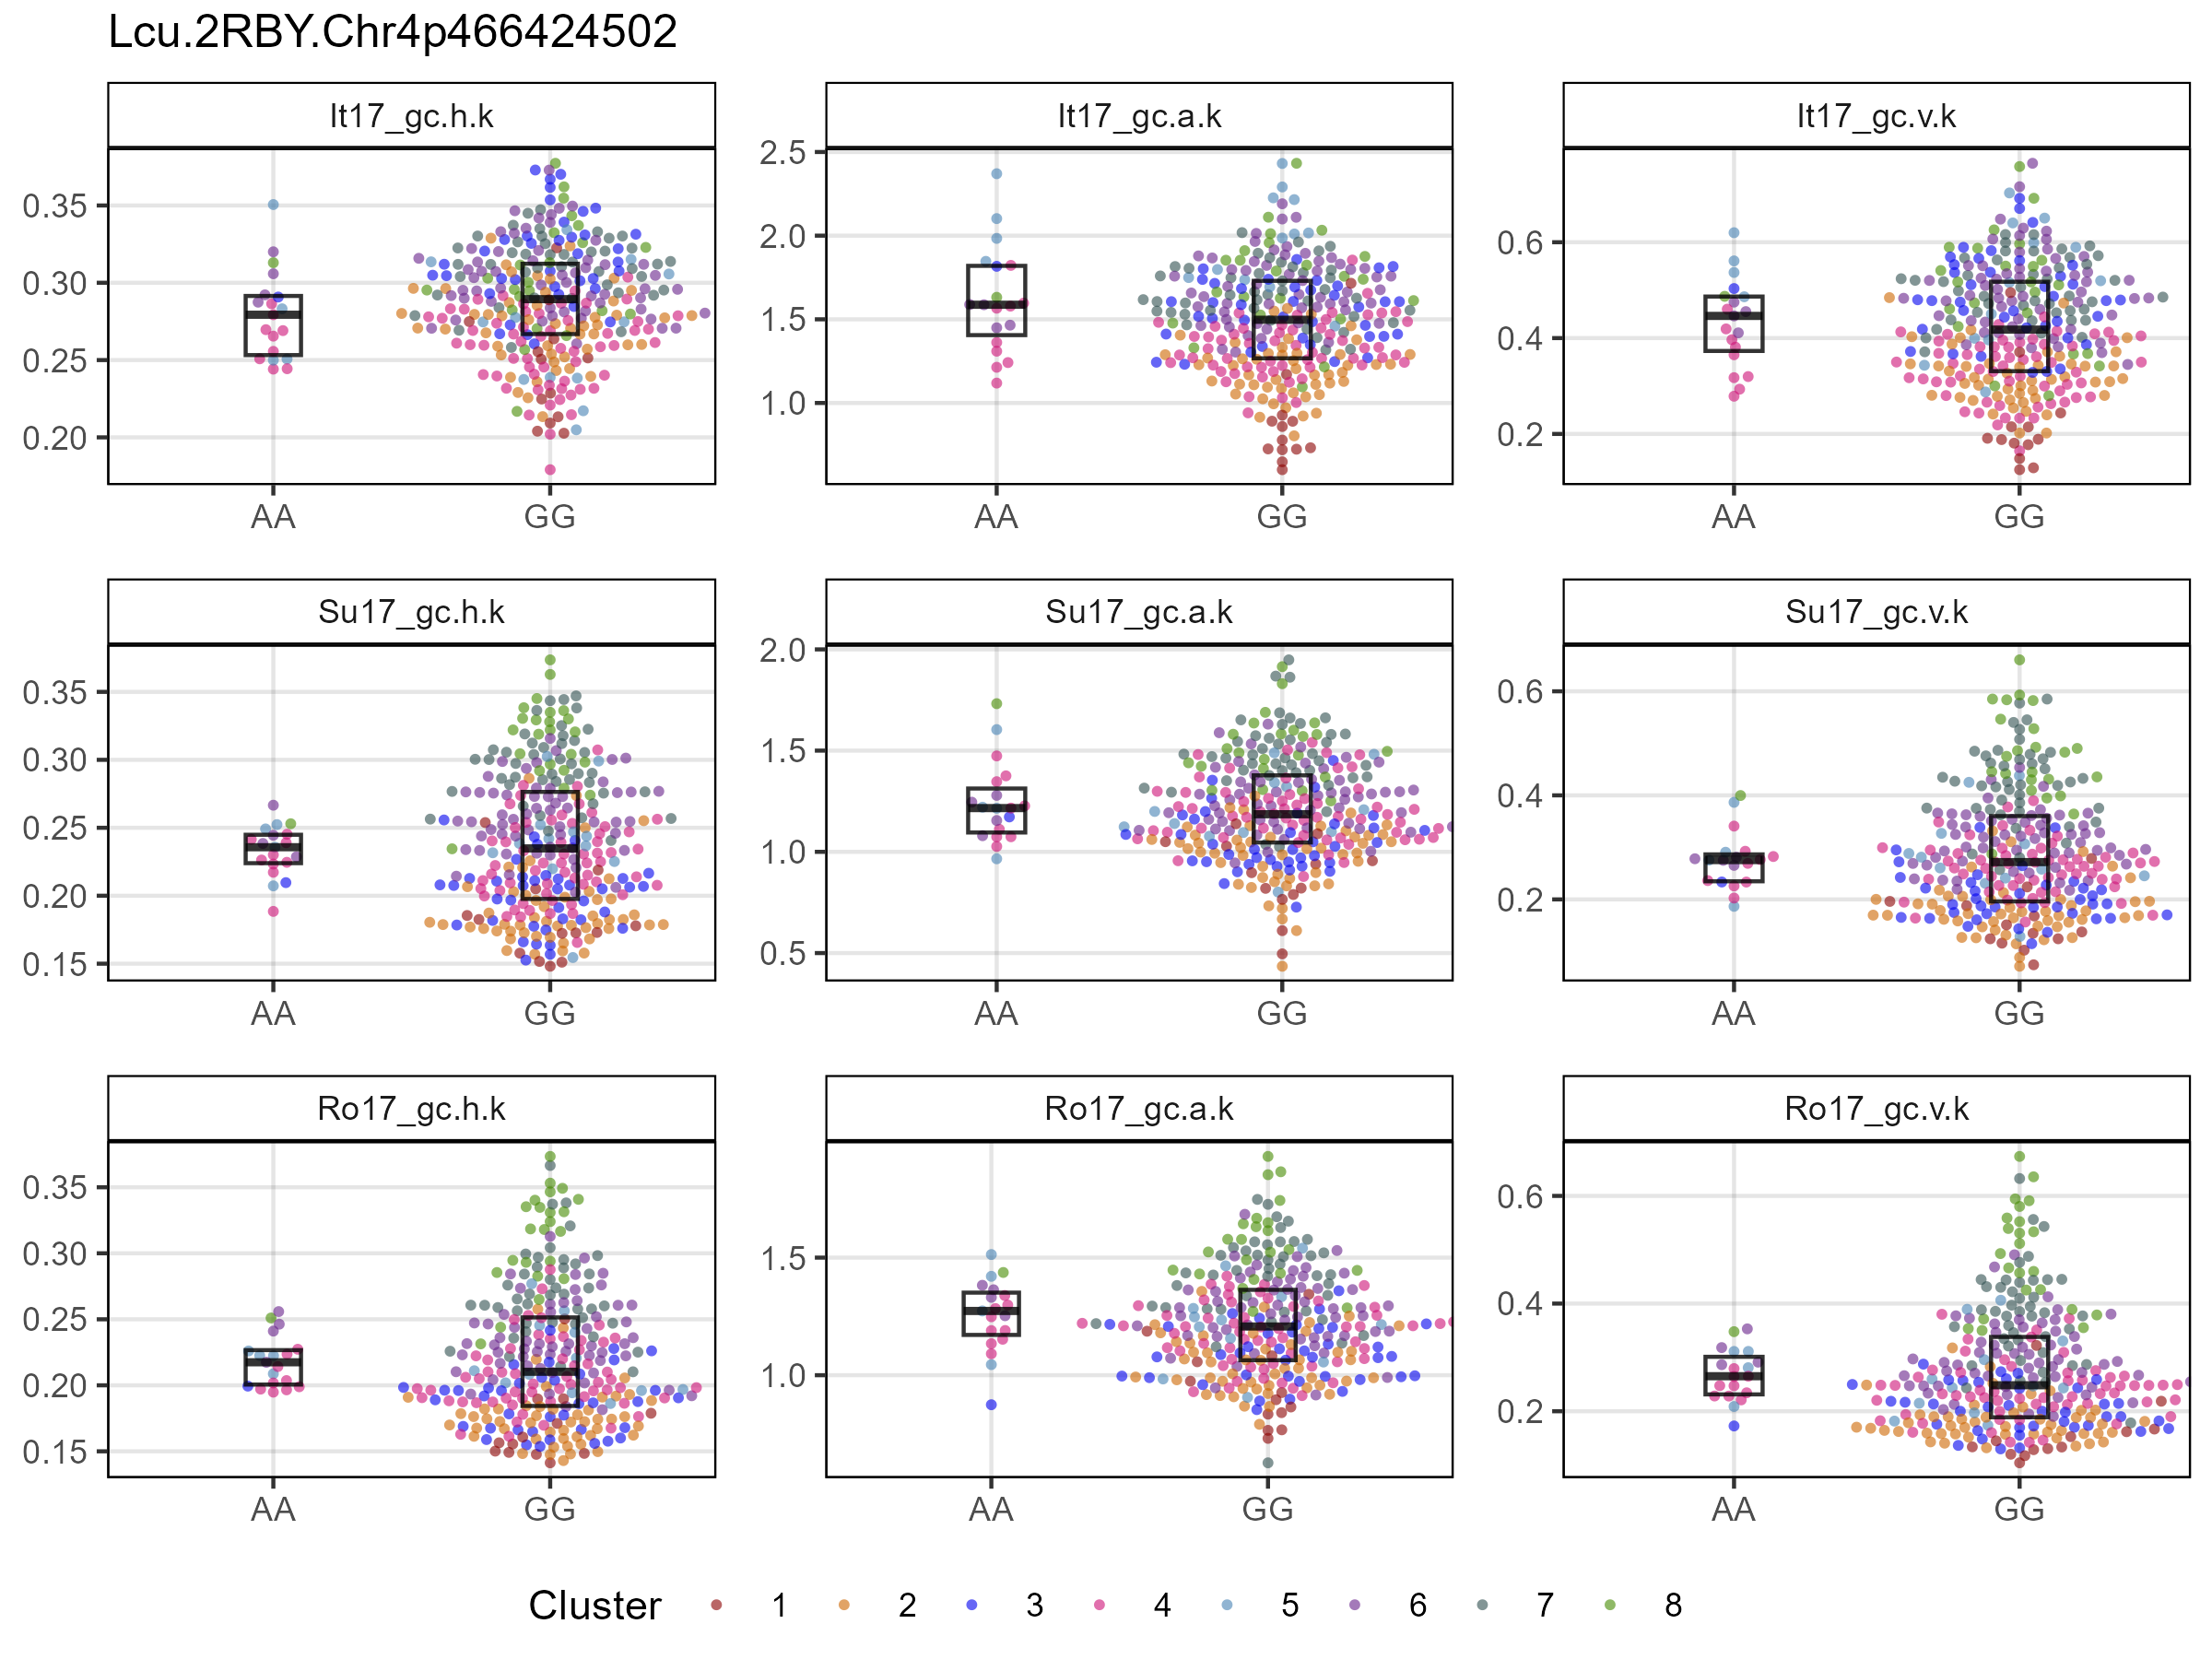 Lcu.2RBY.Chr4p466424502
It17_gc.h.k
It17_gc.a.k
It17_gc.v.k
0.35
0.30
0.25
0.20
AA GG
2.5
2.0
1.5
1.0
AA GG
0.6
0.4
0.2
AA GG
Su17_gc.h.k
Su17_gc.a.k
Su17_gc.v.k
0.35
0.30
0.25
0.20
0.15
AA GG
2.0
1.5
1.0
0.5
AA GG
0.6
0.4
0.2
AA GG
Ro17_gc.h.k
Ro17_gc.a.k
Ro17_gc.v.k
0.35
0.30
0.25
0.20
0.15
AA GG
1.5
1.0
AA GG
0.6
0.4
0.2
AA GG
Cluster 1 2 3 4 5 6 7 8